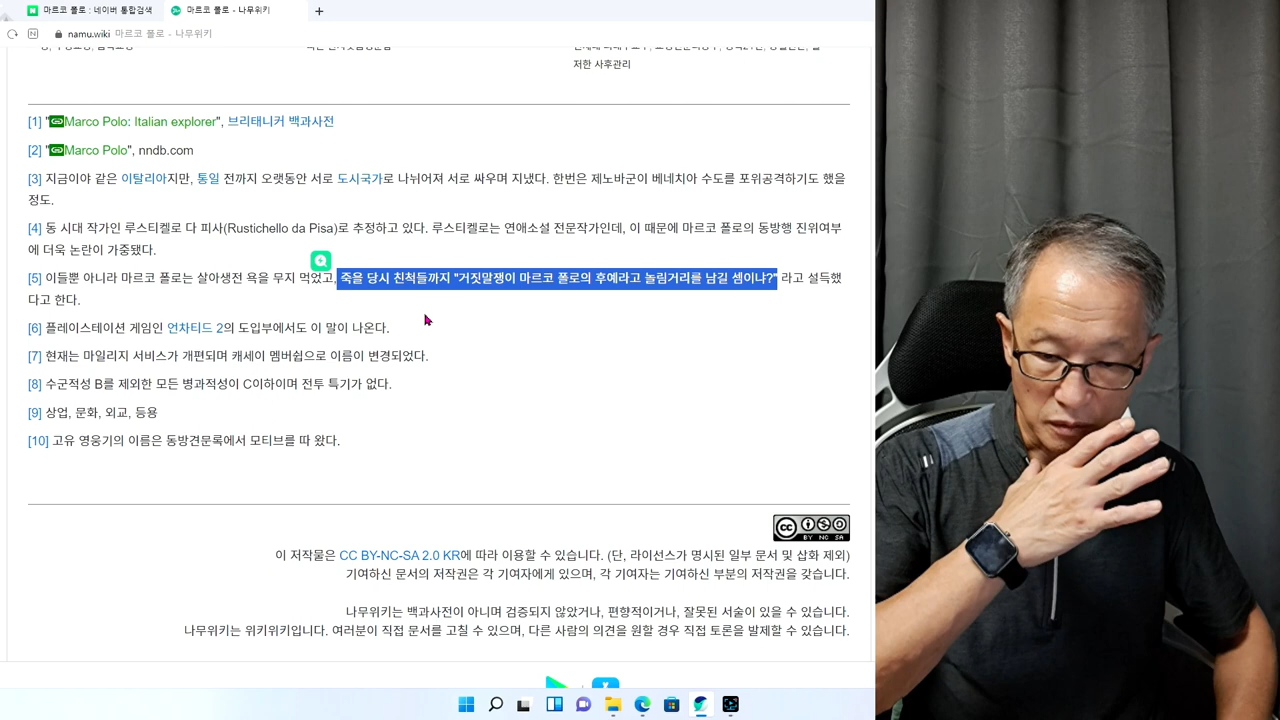 마르코 폴로 : 네이버 통합검색
마르코 폴로 - 나무위키
namu.wiki 마르코 폴로 - 나무위키
저한 사후관리
[1] "Marco Polo: Italian explorer", 브리태니커 백과사전
[2] "Marco Polo", nndb.com
[3] 지금이야 같은 이탈리아지만, 통일 전까지 오랫동안 서로 도시국가로 나뉘어져 서로 싸우며 지냈다. 한번은 제노바군이 베네치아 수도를 포위공격하기도 했을
정도.
[4] 동 시대 작가인 루스티켈로 다 피사(Rustichello da Pisa)로 추정하고 있다. 루스티켈로는 연애소설 전문작가인데, 이 때문에 마르코 폴로의 동방행 진위여부
에 더욱 논란이 가중됐다.
[5] 이들뿐 아니라 마르코 폴로는 살아생전 욕을 무지 먹었고, 죽을 당시 친척들까지 "거짓말쟁이 마르코 폴로의 후예라고 놀림거리를 남길 셈이냐?" 라고 설득했
다고 한다.
[6] 플레이스테이션 게임인 언차티드 2의 도입부에서도 이 말이 나온다.
[7] 현재는 마일리지 서비스가 개편되며 캐세이 멤버쉽으로 이름이 변경되었다.
[8] 수군적성 B를 제외한 모든 병과적성이 C이하이며 전투 특기가 없다.
[9] 상업, 문화, 외교, 등용
[10] 고유 영웅기의 이름은 동방견문록에서 모티브를 따 왔다.
CC BY NC SA
이 저작물은 CC BY-NC-SA 2.0 KR에 따라 이용할 수 있습니다. (단, 라이선스가 명시된 일부 문서 및 삽화 제외)
기여하신 문서의 저작권은 각 기여자에게 있으며, 각 기여자는 기여하신 부분의 저작권을 갖습니다.
나무위키는 백과사전이 아니며 검증되지 않았거나, 편향적이거나, 잘못된 서술이 있을 수 있습니다.
나무위키는 위키위키입니다. 여러분이 직접 문서를 고칠 수 있으며, 다른 사람의 의견을 원할 경우 직접 토론을 발제할 수 있습니다.